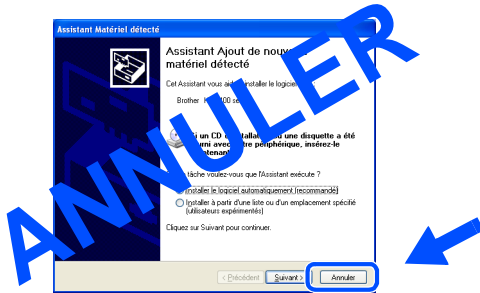 Assistant Matériel détecté
Assistant Ajout de
matériel détecté
Cet Assistant vous installer le logiciel
Brother
un CD une disquette a été
avec périphérique, insérez-le
tâche voulez-vous que l'Assistant exécute ?
Installer le logiciel automatiquement (recommandé)
Installer à partir d'une liste ou d'un emplacement spécifié
(utilisateurs expérimentés)
Cliquez sur Suivant pour continuer.
< Précédent Suivant > Annuler
ANNULER